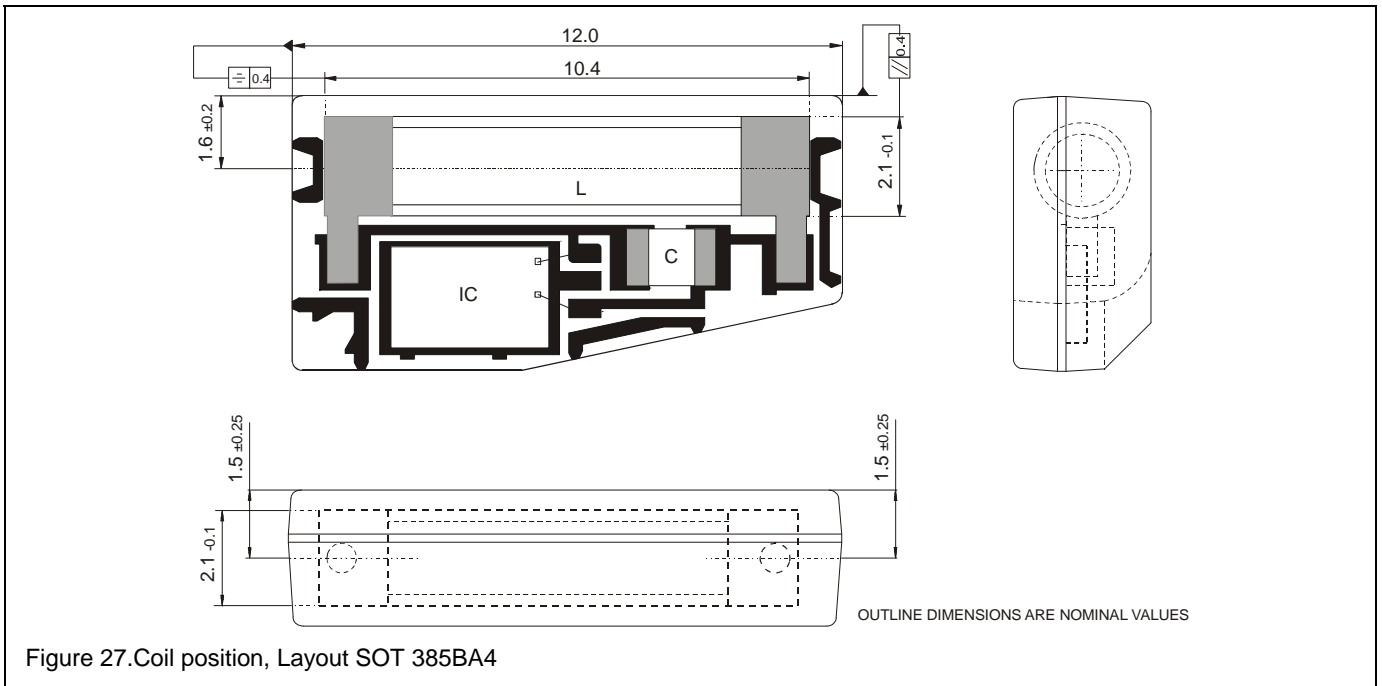 12.0
10.4
⌯ 0.4
// 0.4
1.6 ±0.2
2.1 -0.1
L
C
IC
1.5 ±0.25
1.5 ±0.25
2.1 -0.1
OUTLINE DIMENSIONS ARE NOMINAL VALUES
Figure 27.Coil position, Layout SOT 385BA4